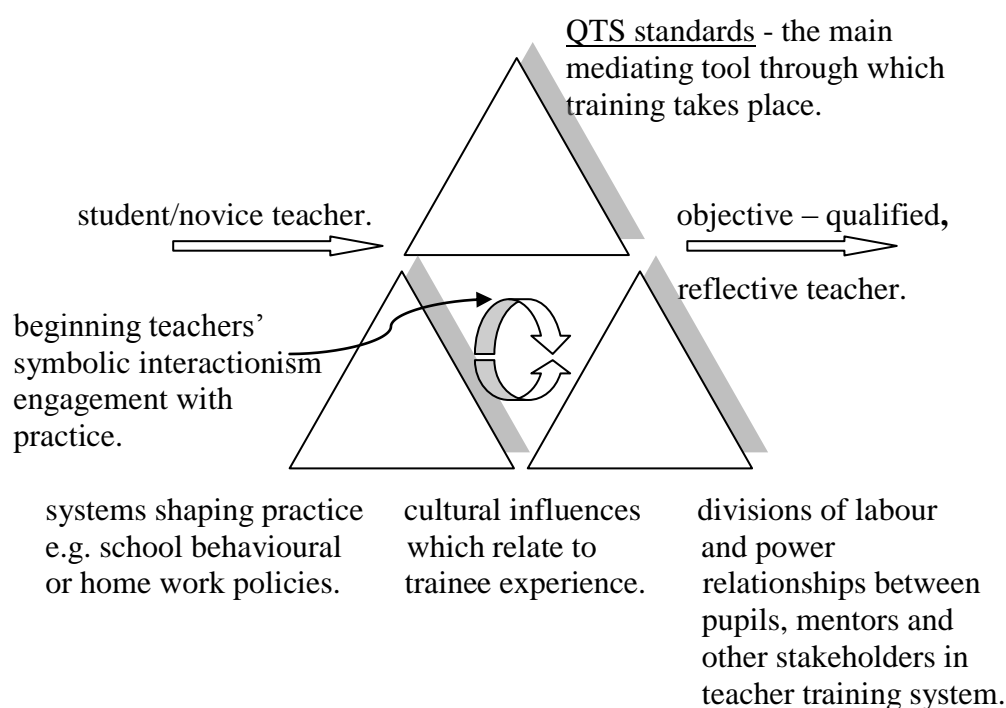 QTS standards - the main
mediating tool through which
training takes place.
student/novice teacher.
objective – qualified,
reflective teacher.
beginning teachers’
symbolic interactionism
engagement with
practice.
systems shaping practice
e.g. school behavioural
or home work policies.
cultural influences
which relate to
trainee experience.
divisions of labour
and power
relationships between
pupils, mentors and
other stakeholders in
teacher training system.